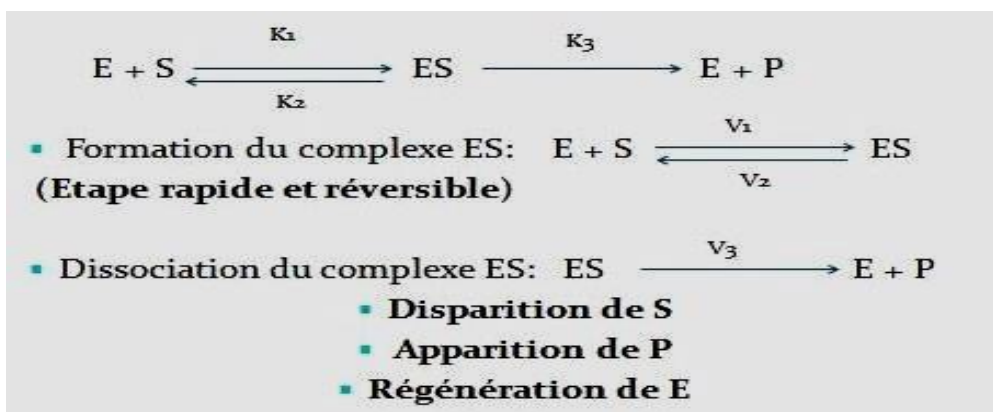 K1
E + S ES K3 E + P
K2
▪ Formation du complexe ES: E + S V1 ES
(Etape rapide et réversible) V2
▪ Dissociation du complexe ES: ES V3 E + P
▪ Disparition de S
▪ Apparition de P
▪ Régénération de E